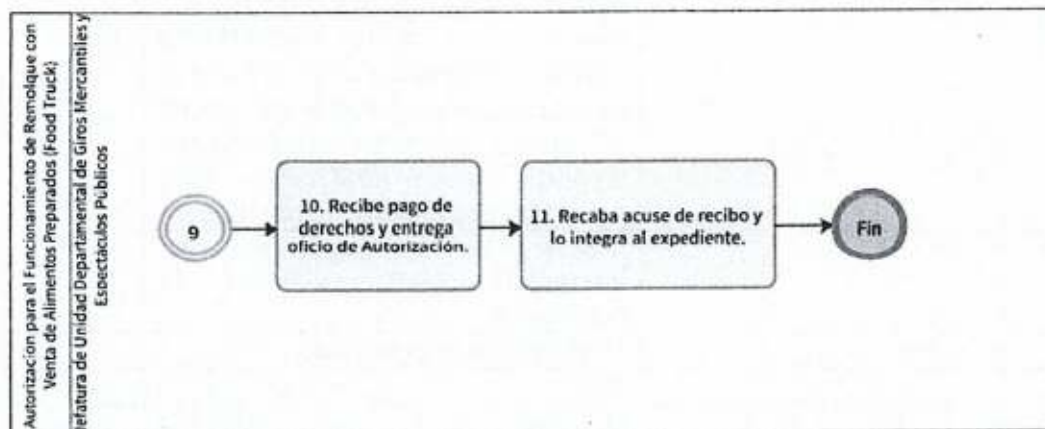 Autorización para el Funcionamiento de Remolque con
Venta de Alimentos Preparados (Food Truck)
Jefatura de Unidad Departamental de Giros Mercantiles y
Espectáculos Públicos
9
10. Recibe pago de
derechos y entrega
oficio de Autorización.
11. Recaba acuse de recibo y
lo integra al expediente.
Fin